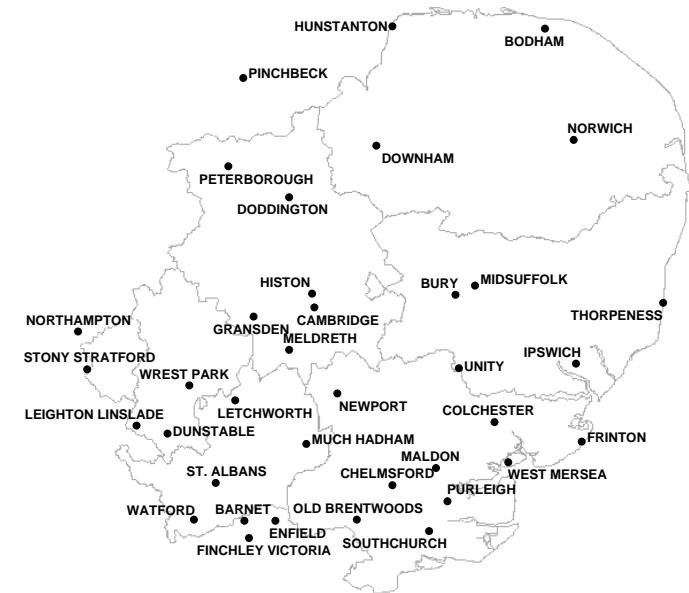 HUNSTANTON
BODHAM
PINCHBECK
NORWICH
DOWNHAM
PETERBOROUGH
DODDINGTON
HISTON
BURY
MIDSUFFOLK
THORPENESS
CAMBRIDGE
NORTHAMPTON
GRANSDEN
MELDRETH
STONY STRATFORD
IPSWICH
WREST PARK
UNITY
NEWPORT
LEIGHTON LINSLADE
LETCHWORTH
COLCHESTER
DUNSTABLE
MUCH HADHAM
FRINTON
MALDON
ST. ALBANS
CHELMSFORD
WEST MERSEA
PURLEIGH
WATFORD
BARNET
OLD BRENTWOODS
ENFIELD
SOUTHCHURCH
FINCHLEY VICTORIA